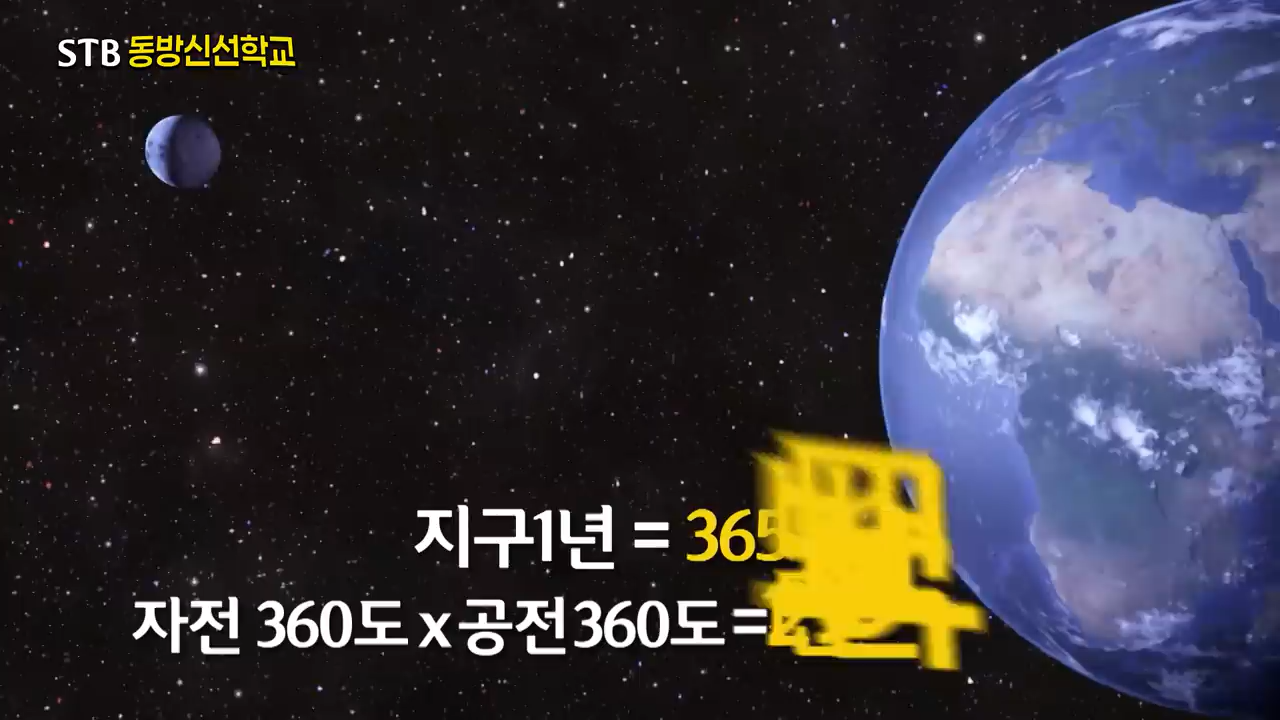 STB 동방신선학교
지구1년 = 365
자전 360도 x 공전360도 =